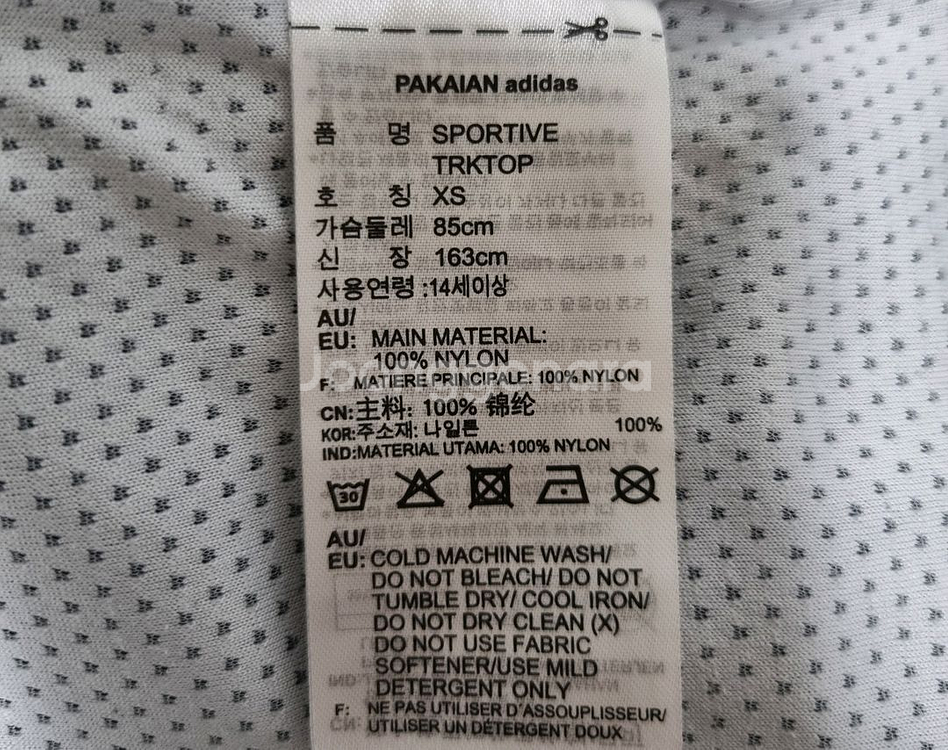 PAKAIAN adidas
품 명 SPORTIVE
TRKTOP
호 칭 XS
가슴둘레 85cm
신 장 163cm
사용연령 :14세이상
AU/
EU: MAIN MATERIAL:
100% NYLON
F: MATIERE PRINCIPALE: 100% NYLON
CN:主料: 100% 锦纶
KOR:주소재: 나일론 100%
IND:MATERIAL UTAMA: 100% NYLON
30
AU/
EU: COLD MACHINE WASH/
DO NOT BLEACH/ DO NOT
TUMBLE DRY/ COOL IRON/
DO NOT DRY CLEAN (X)
DO NOT USE FABRIC
SOFTENER/USE MILD
DETERGENT ONLY
F: NE PAS UTILISER D'ASSOUPLISSEUR/
UTILISER UN DÉTERGENT DOUX